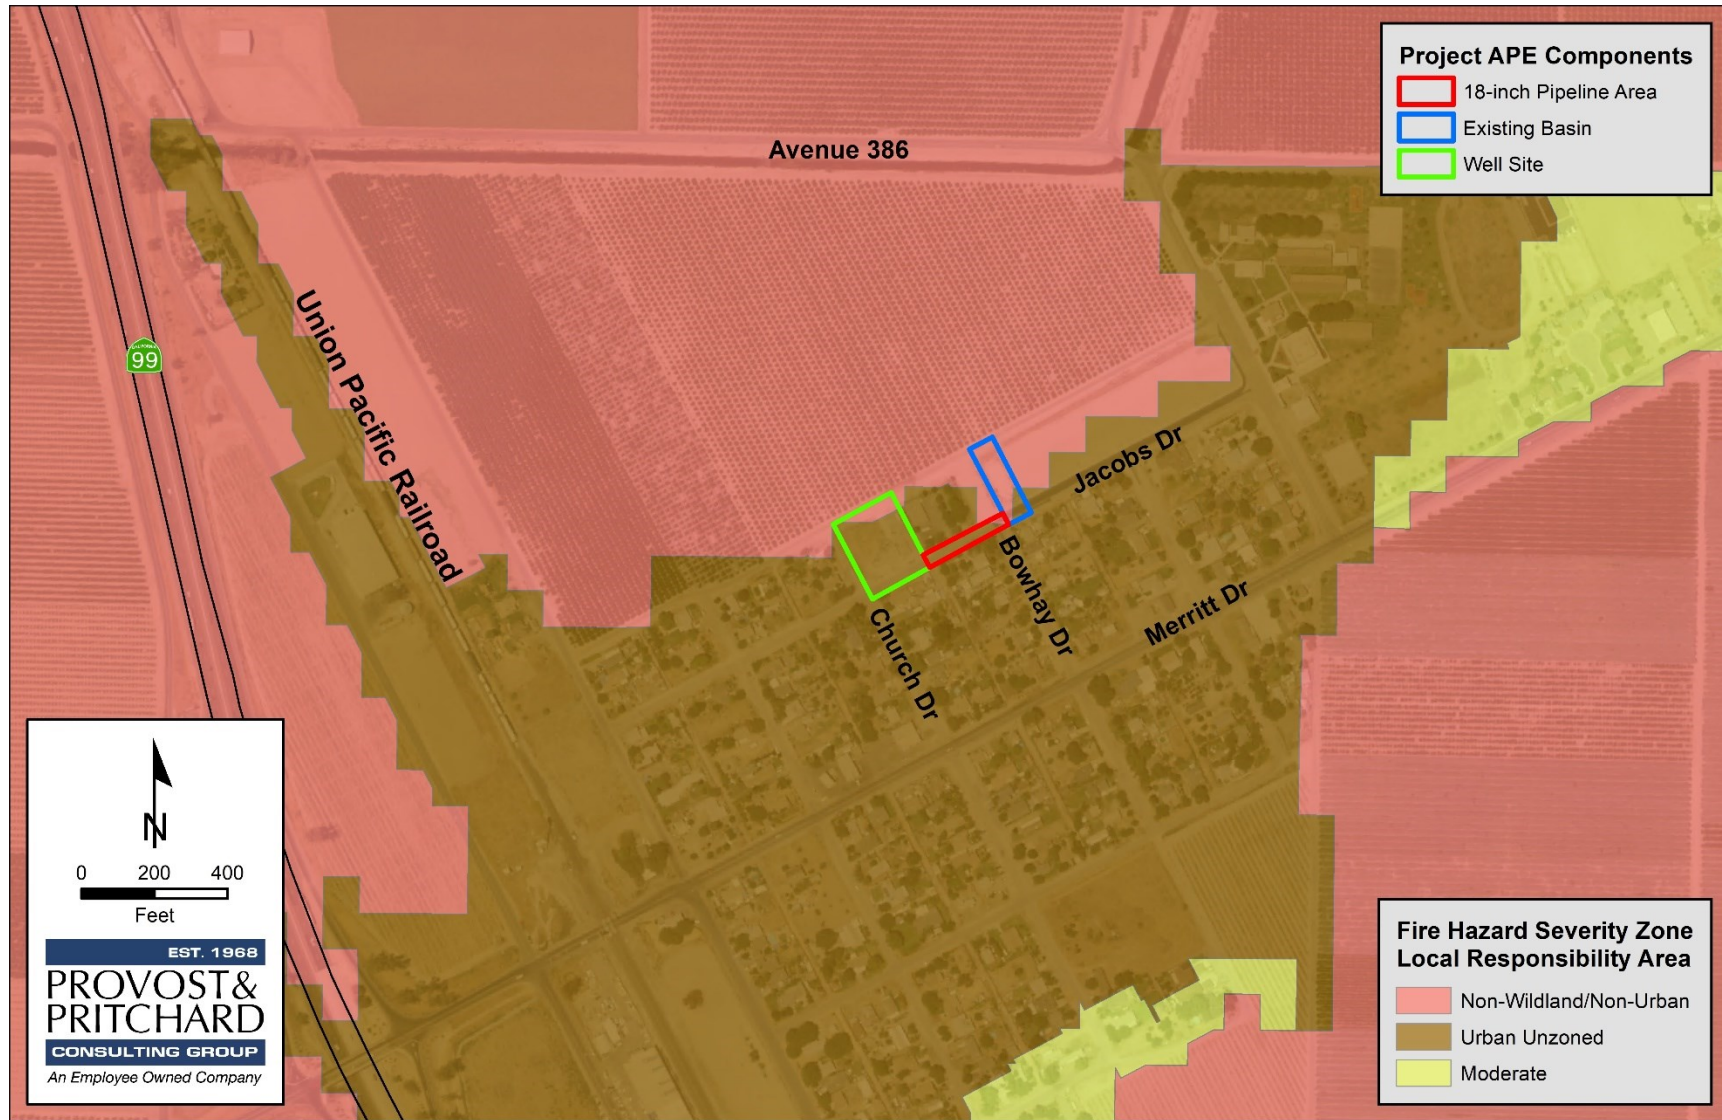 Project APE Components
18-inch Pipeline Area
Existing Basin
Well Site
Avenue 386
Union Pacific Railroad
CALIFORNIA
99
Jacobs Dr
Bowhay Dr
Merritt Dr
Church Dr
N
0 200 400
Feet
EST. 1968
PROVOST&
PRITCHARD
CONSULTING GROUP
An Employee Owned Company
Fire Hazard Severity Zone
Local Responsibility Area
Non-Wildland/Non-Urban
Urban Unzoned
Moderate